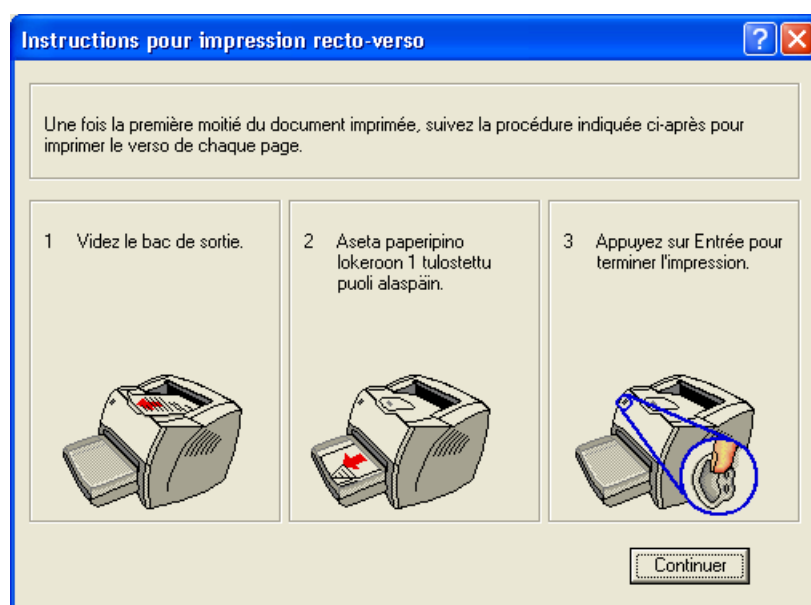 Instructions pour impression recto-verso
Une fois la première moitié du document imprimée, suivez la procédure indiquée ci-après pour
imprimer le verso de chaque page.
1 Videz le bac de sortie.
2 Aseta paperipino
lokeroon 1 tulostettu
puoli alaspäin.
3 Appuyez sur Entrée pour
terminer l'impression.
Continuer